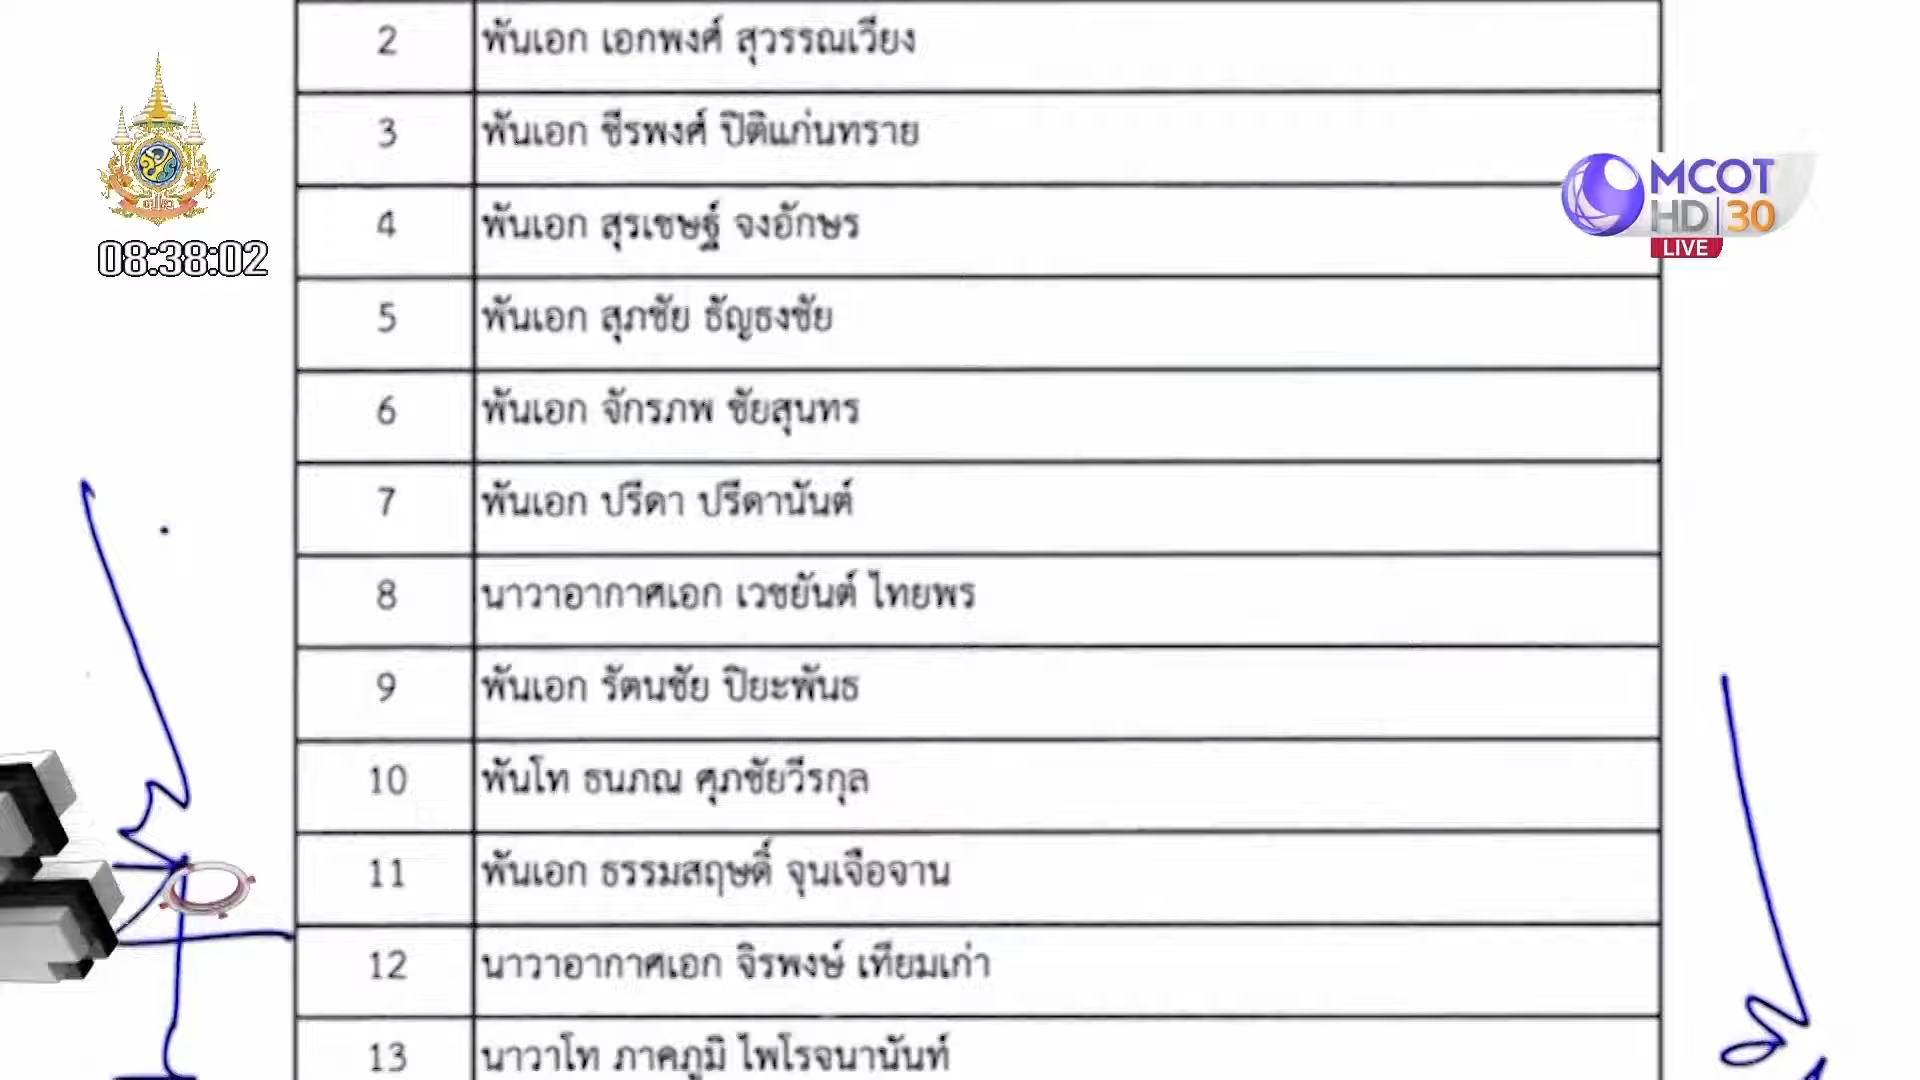 2 พันเอก เอกพงศ์ สุวรรณเวียง
3 พันเอก ชีรพงศ์ ปิติแก่นทราย
4 พันเอก สุรเชษฐ์ จงอักษร
5 พันเอก สุภชัย ธัญธงชัย
6 พันเอก จักรภพ ชัยสุนทร
7 พันเอก ปรีดา ปรีดานันต์
8 นาวาอากาศเอก เวชยันต์ ไทยพร
9 พันเอก รัตนชัย ปิยะพันธ
10 พันโท ธนภณ ศุภชัยวีรกุล
11 พันเอก ธรรมสฤษดิ์ จุนเจือจาน
12 นาวาอากาศเอก จิรพงษ์ เทียมเก่า
13 นาวาโท ภาคภูมิ ไพโรจนานันท์
08:38:02
MCOT
HD 30
LIVE